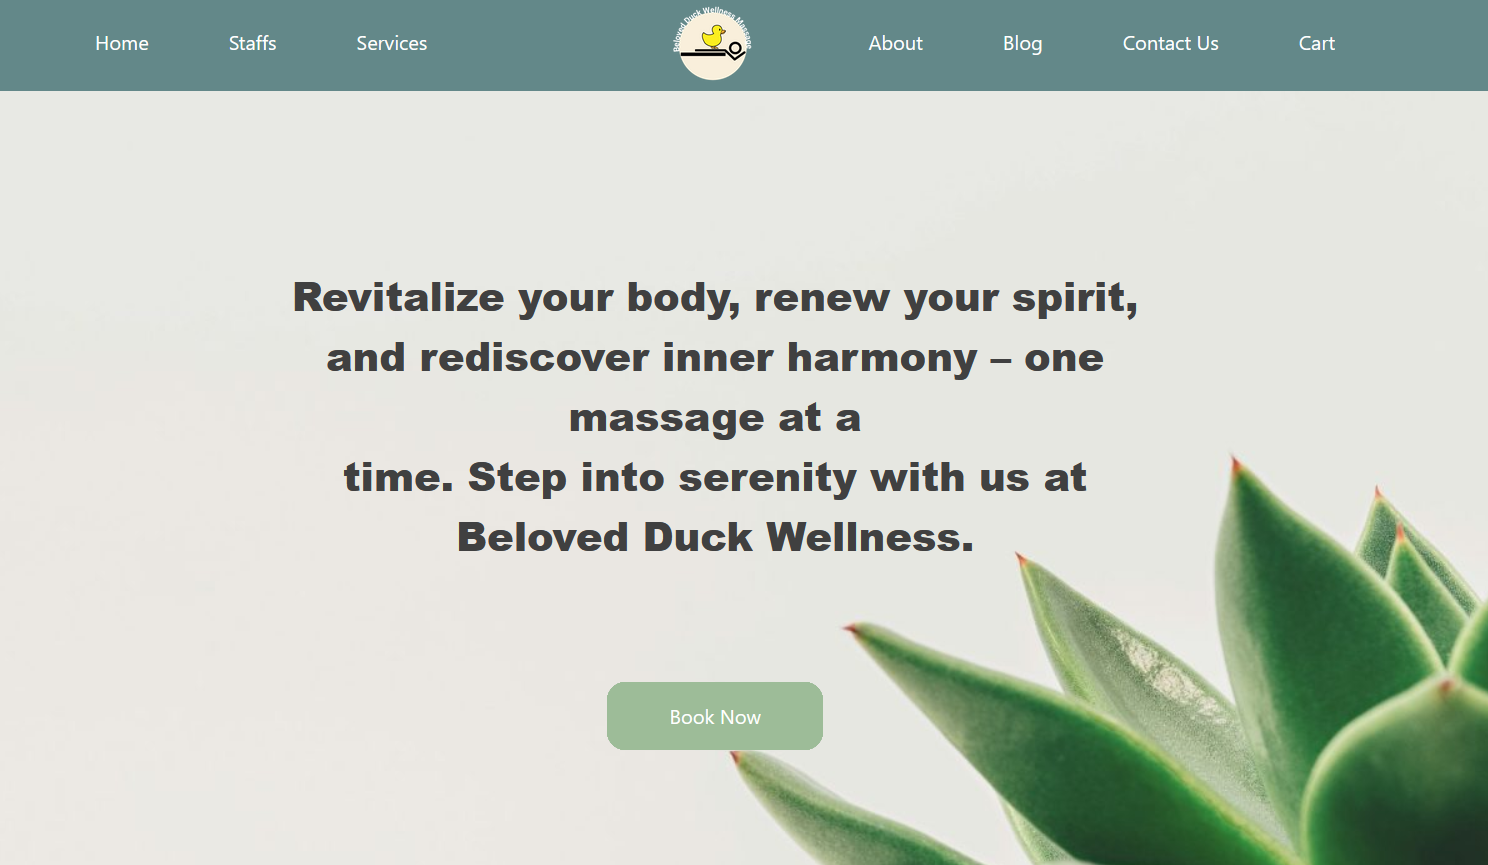 Home Staffs Services Beloved Duck Wellness Massage About Blog Contact Us Cart
Revitalize your body, renew your spirit,
and rediscover inner harmony – one
massage at a
time. Step into serenity with us at
Beloved Duck Wellness.
Book Now